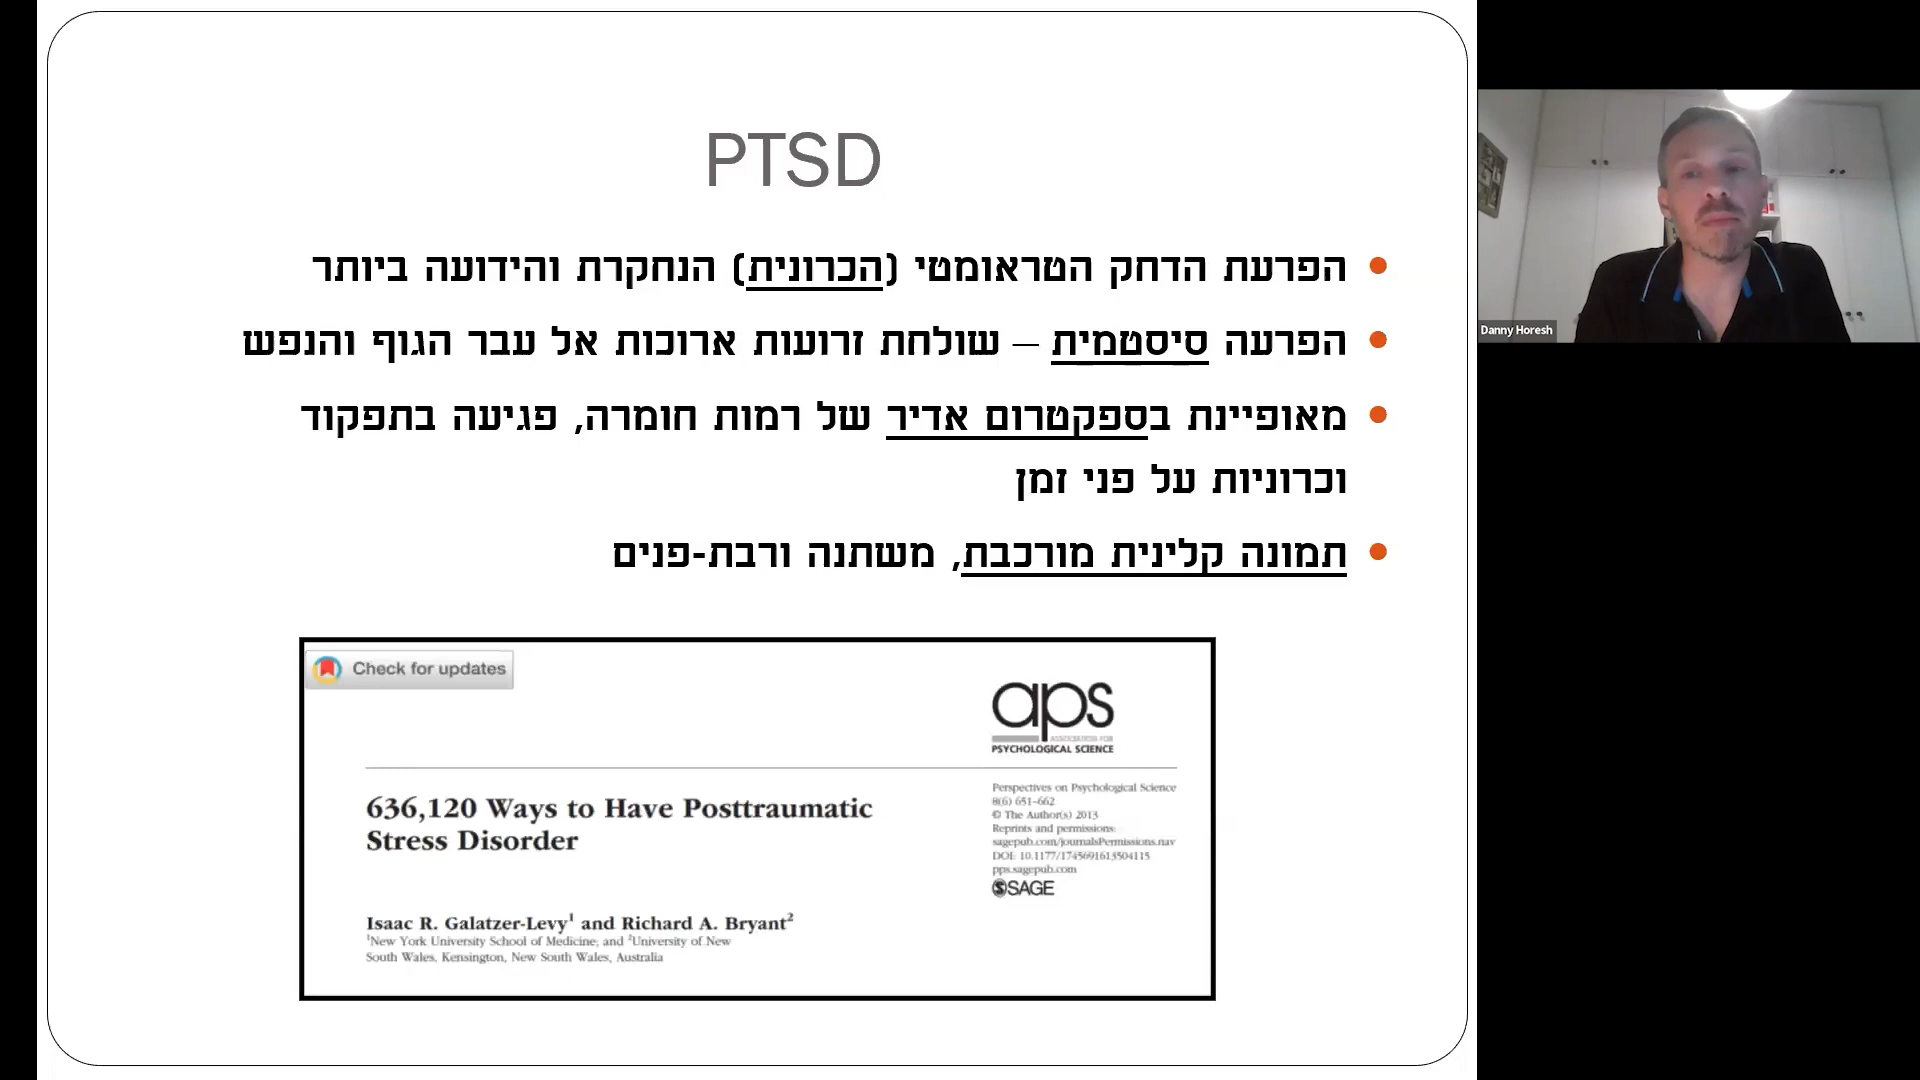 PTSD
הפרעת הדחק הטראומטי (הכרונית) הנחקרת והידועה ביותר
הפרעה סיסטמית – שולחת זרועות ארוכות אל עבר הגוף והנפש
מאופיינת בספקטרום אדיר של רמות חומרה, פגיעה בתפקוד
וכרוניות על פני זמן
תמונה קלינית מורכבת, משתנה ורבת-פנים
Check for updates
aps
ASSOCIATION FOR
PSYCHOLOGICAL SCIENCE
636,120 Ways to Have Posttraumatic
Stress Disorder
Perspectives on Psychological Science
8(6) 651–662
© The Author(s) 2013
Reprints and permissions:
sagepub.com/journalsPermissions.nav
DOI: 10.1177/1745691613504115
pps.sagepub.com
SAGE
Isaac R. Galatzer-Levy1 and Richard A. Bryant2
1New York University School of Medicine; and 2University of New
South Wales, Kensington, New South Wales, Australia
Danny Horesh